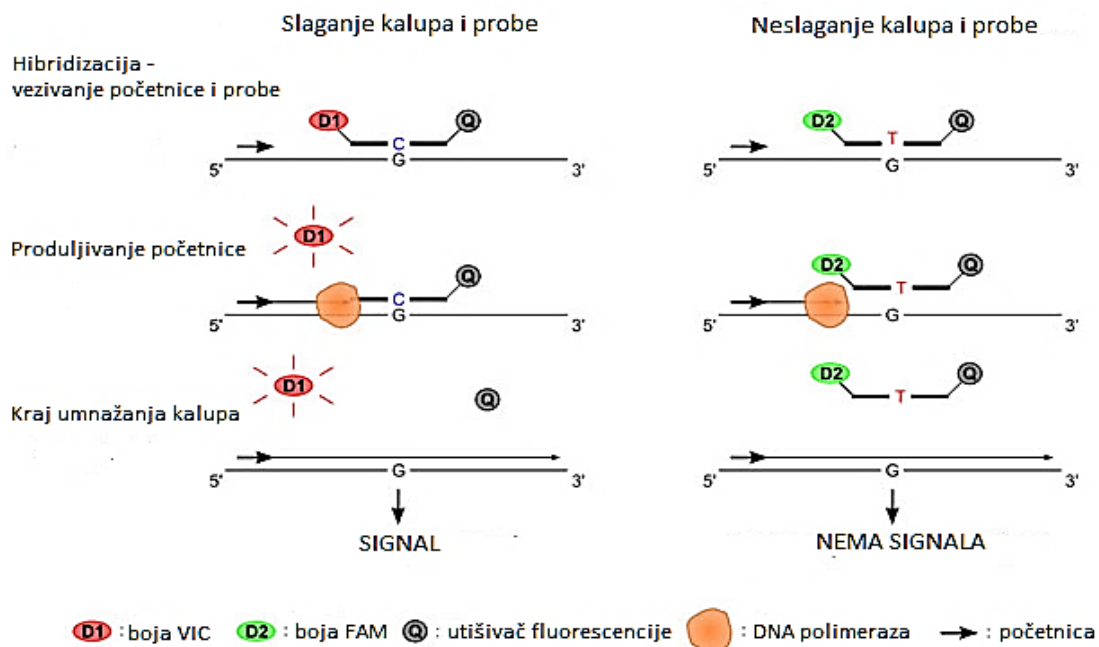 Slaganje kalupa i probe
Neslaganje kalupa i probe
Hibridizacija -
vezivanje početnice i probe
D1
Q
C
G
5'
3'
D2
Q
T
G
5'
3'
Produljivanje početnice
D1
Q
C
G
5'
3'
D2
Q
T
G
5'
3'
Kraj umnažanja kalupa
D1
Q
G
5'
3'
D2
Q
T
G
5'
3'
SIGNAL
NEMA SIGNALA
D1 : boja VIC D2 : boja FAM Q : utišivač fluorescencije : DNA polimeraza : početnica